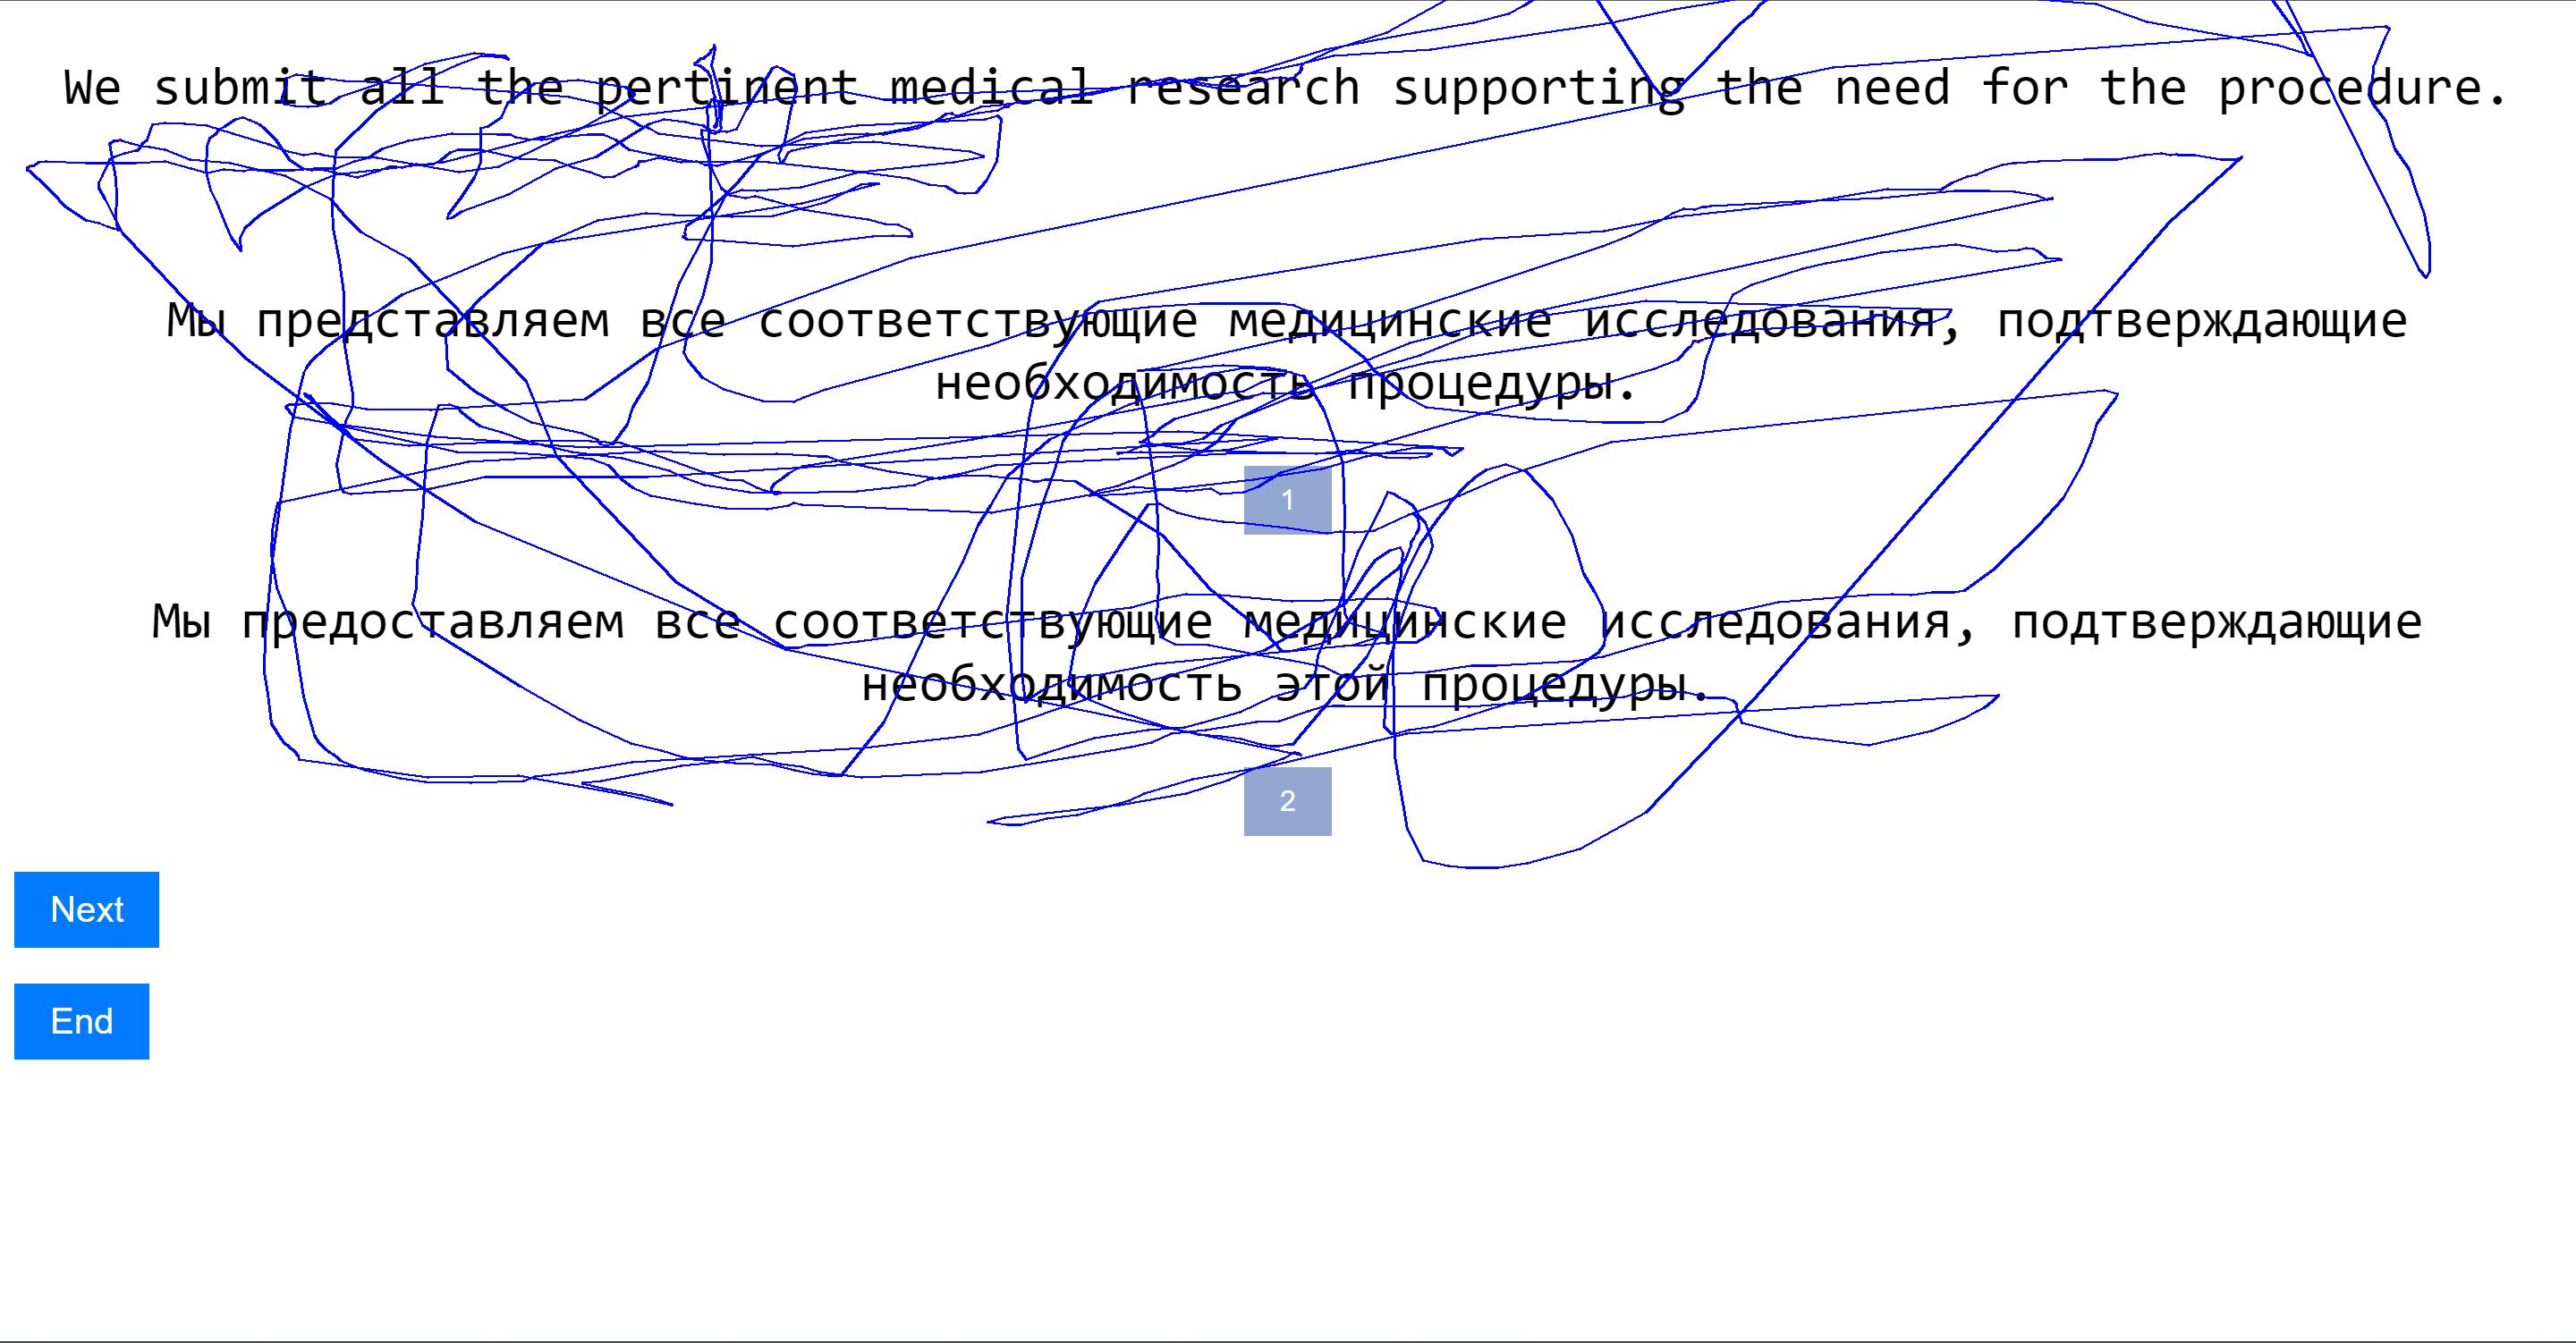 We submit all the pertinent medical research supporting the need for the procedure.
Мы представляем все соответствующие медицинские исследования, подтверждающие
необходимость процедуры.
1
Мы предоставляем все соответствующие медицинские исследования, подтверждающие
необходимость этой процедуры.
2
Next
End